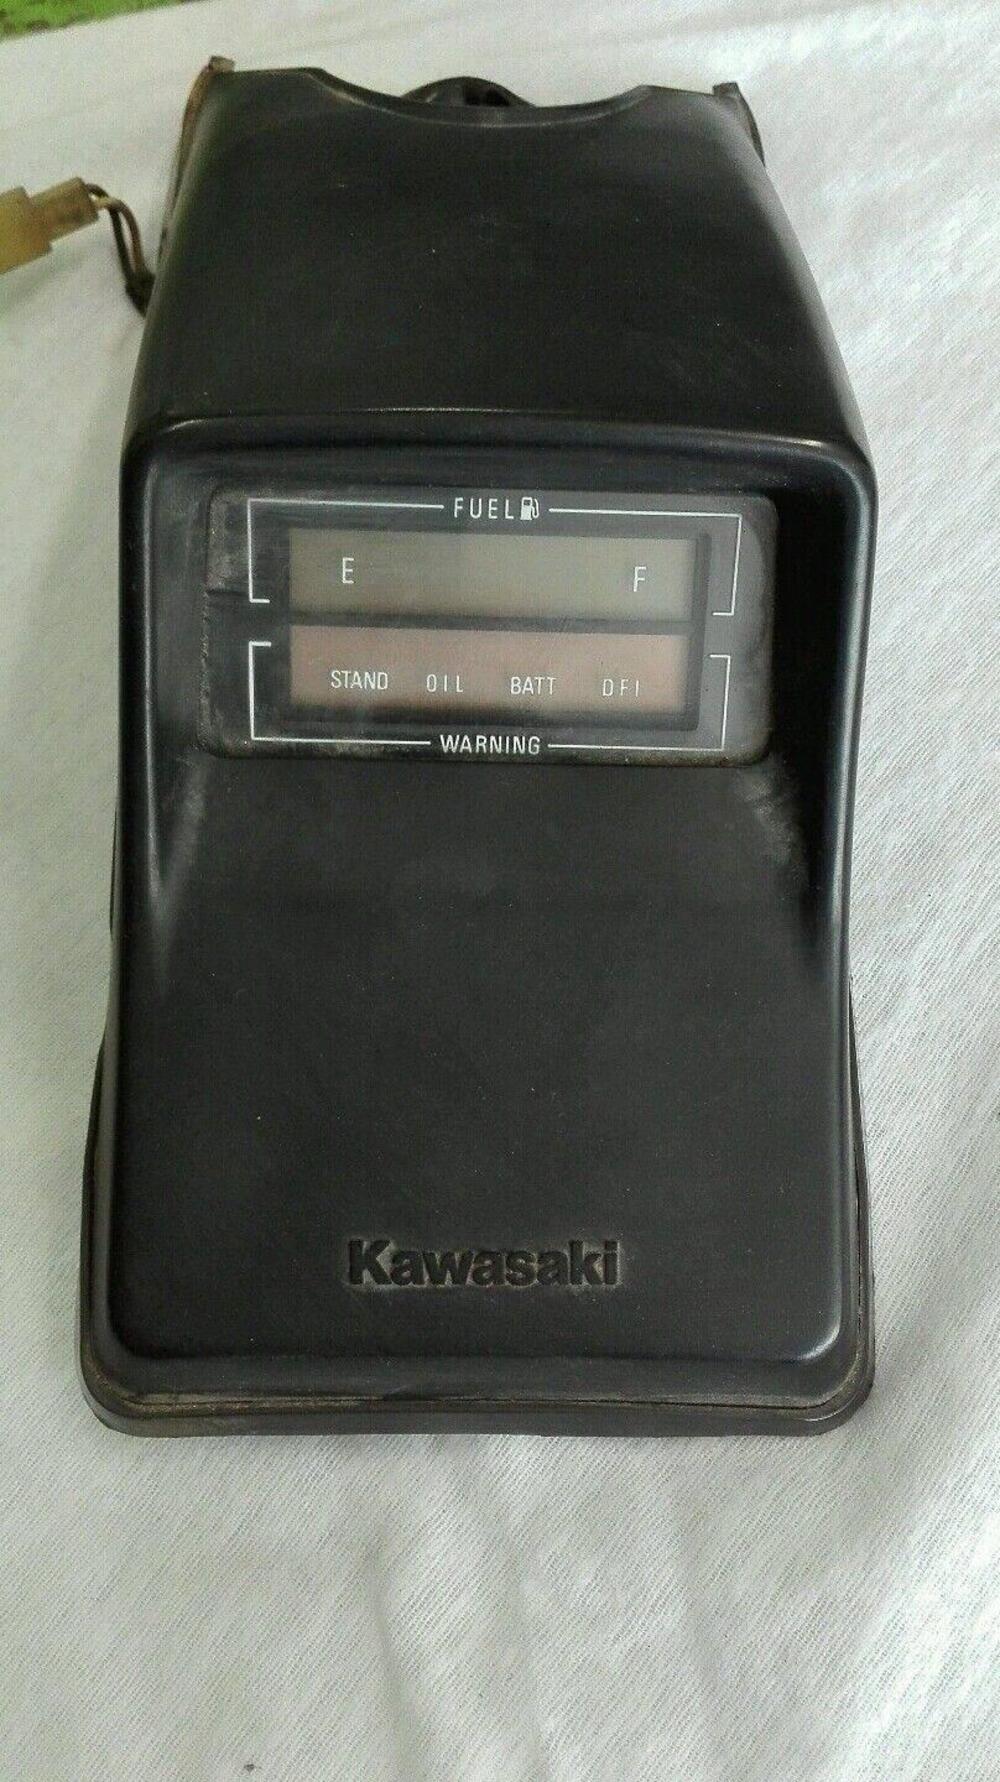 FUEL
E F
STAND OIL BATT DFI
WARNING
Kawasaki